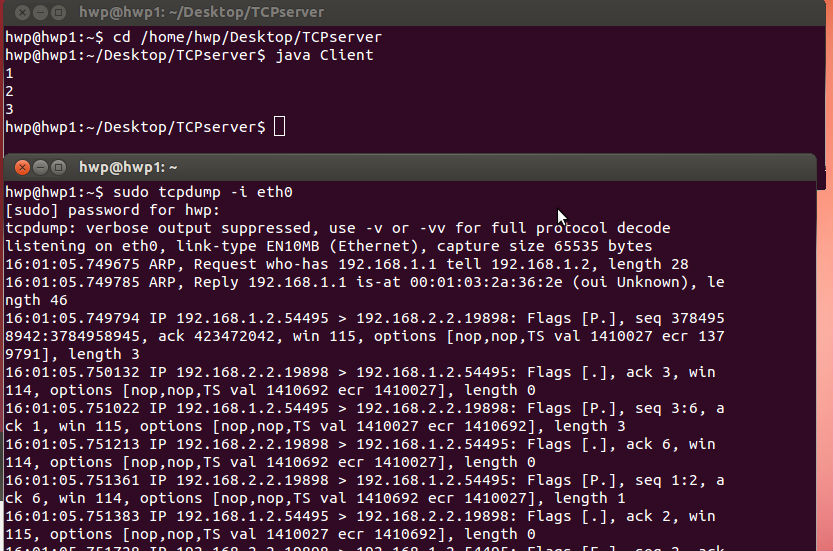 hwp@hwp1: ~/Desktop/TCPserver
hwp@hwp1:~$ cd /home/hwp/Desktop/TCPserver
hwp@hwp1:~/Desktop/TCPserver$ java Client
1
2
3
hwp@hwp1:~/Desktop/TCPserver$
hwp@hwp1: ~
hwp@hwp1:~$ sudo tcpdump -i eth0
[sudo] password for hwp:
tcpdump: verbose output suppressed, use -v or -vv for full protocol decode
listening on eth0, link-type EN10MB (Ethernet), capture size 65535 bytes
16:01:05.749675 ARP, Request who-has 192.168.1.1 tell 192.168.1.2, length 28
16:01:05.749785 ARP, Reply 192.168.1.1 is-at 00:01:03:2a:36:2e (oui Unknown), le
ngth 46
16:01:05.749794 IP 192.168.1.2.54495 > 192.168.2.2.19898: Flags [P.], seq 378495
8942:3784958945, ack 423472042, win 115, options [nop,nop,TS val 1410027 ecr 137
9791], length 3
16:01:05.750132 IP 192.168.2.2.19898 > 192.168.1.2.54495: Flags [.], ack 3, win
114, options [nop,nop,TS val 1410692 ecr 1410027], length 0
16:01:05.751022 IP 192.168.1.2.54495 > 192.168.2.2.19898: Flags [P.], seq 3:6, a
ck 1, win 115, options [nop,nop,TS val 1410027 ecr 1410692], length 3
16:01:05.751213 IP 192.168.2.2.19898 > 192.168.1.2.54495: Flags [.], ack 6, win
114, options [nop,nop,TS val 1410692 ecr 1410027], length 0
16:01:05.751361 IP 192.168.2.2.19898 > 192.168.1.2.54495: Flags [P.], seq 1:2, a
ck 6, win 114, options [nop,nop,TS val 1410692 ecr 1410027], length 1
16:01:05.751383 IP 192.168.1.2.54495 > 192.168.2.2.19898: Flags [.], ack 2, win
115, options [nop,nop,TS val 1410027 ecr 1410692], length 0